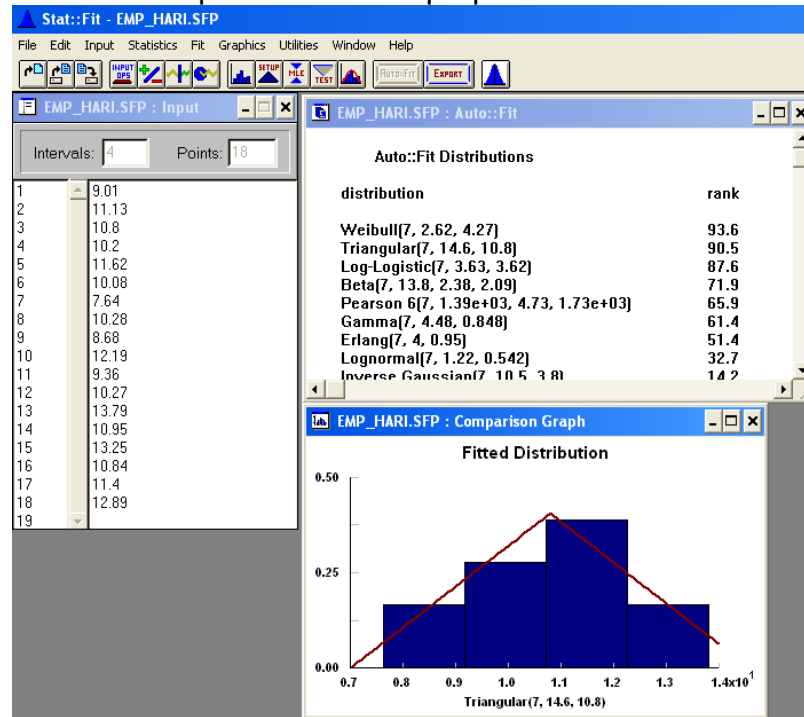 Stat::Fit - EMP_HARI.SFP
File Edit Input Statistics Fit Graphics Utilities Window Help
INPUT OPS SETUP MLE TEST AUTO::FIT EXPORT
EMP_HARI.SFP : Input
Intervals: 4 Points: 18
1 9.01
2 11.13
3 10.8
4 10.2
5 11.62
6 10.08
7 7.64
8 10.28
9 8.68
10 12.19
11 9.36
12 10.27
13 13.79
14 10.95
15 13.25
16 10.84
17 11.4
18 12.89
19
EMP_HARI.SFP : Auto::Fit
Auto::Fit Distributions
distribution rank
Weibull(7, 2.62, 4.27) 93.6
Triangular(7, 14.6, 10.8) 90.5
Log-Logistic(7, 3.63, 3.62) 87.6
Beta(7, 13.8, 2.38, 2.09) 71.9
Pearson 6(7, 1.39e+03, 4.73, 1.73e+03) 65.9
Gamma(7, 4.48, 0.848) 61.4
Erlang(7, 4, 0.95) 51.4
Lognormal(7, 1.22, 0.542) 32.7
Inverse Gaussian(7, 10.5, 3.8) 14.2
EMP_HARI.SFP : Comparison Graph
Fitted Distribution
0.50
0.25
0.00
0.7 0.8 0.9 1.0 1.1 1.2 1.3 1.4x10¹
Triangular(7, 14.6, 10.8)